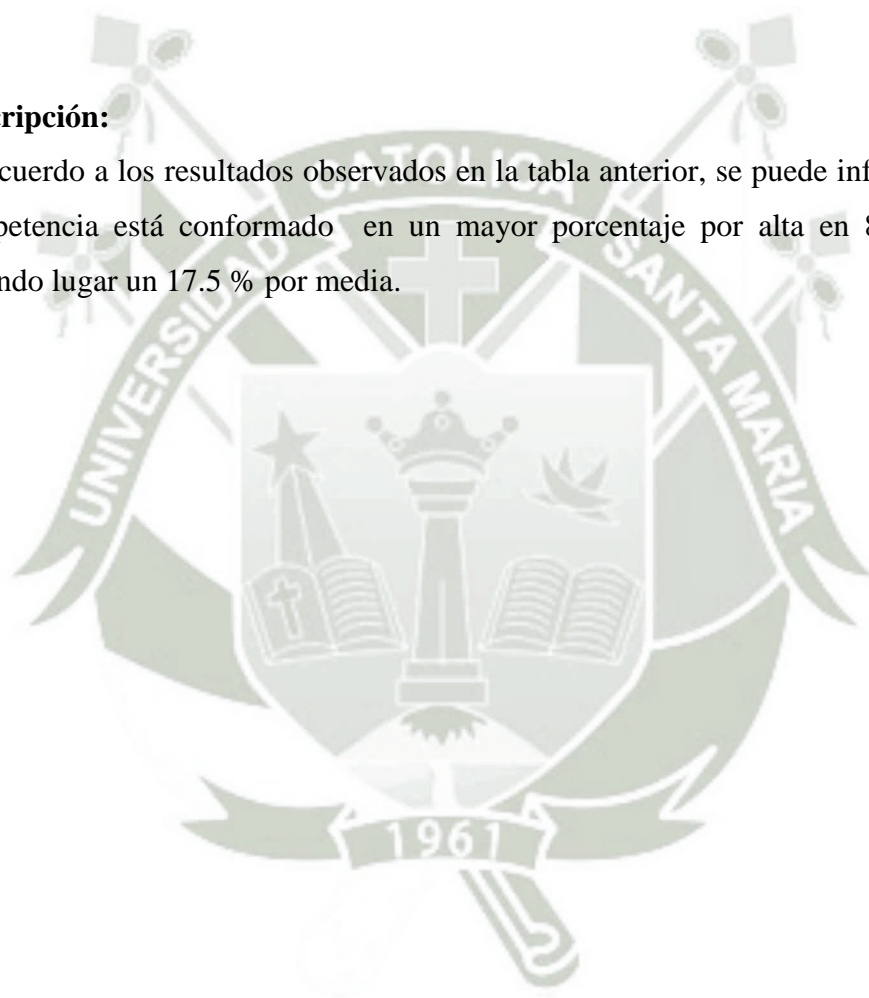 cripción:
cuerdo a los resultados observados en la tabla anterior, se puede inf
petencia está conformado en un mayor porcentaje por alta en 8
ndo lugar un 17.5 % por media.
UNIVERSIDAD CATOLICA SANTA MARIA
1961